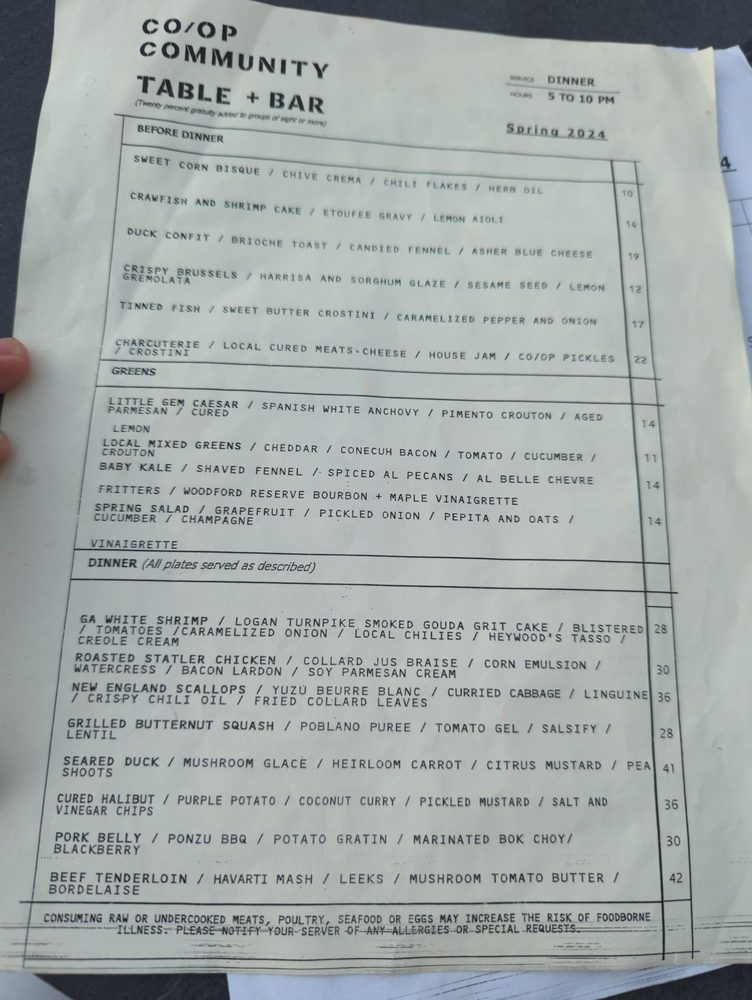 CO/OP
COMMUNITY
TABLE + BAR
(Twenty percent gratuity added to groups of eight or more)
SERVICE DINNER
HOURS 5 TO 10 PM
Spring 2024
4
BEFORE DINNER
SWEET CORN BISQUE / CHIVE CREMA / CHILI FLAKES / HERB OIL 10
CRAWFISH AND SHRIMP CAKE / ETOUFEE GRAVY / LEMON AIOLI 14
DUCK CONFIT / BRIOCHE TOAST / CANDIED FENNEL / ASHER BLUE CHEESE 19
CRISPY BRUSSELS / HARRISA AND SORGHUM GLAZE / SESAME SEED / LEMON 12
GREMOLATA
TINNED FISH / SWEET BUTTER CROSTINI / CARAMELIZED PEPPER AND ONION 17
CHARCUTERIE / LOCAL CURED MEATS-CHEESE / HOUSE JAM / CO/OP PICKLES 22
/ CROSTINI
GREENS
LITTLE GEM CAESAR / SPANISH WHITE ANCHOVY / PIMENTO CROUTON / AGED 14
PARMESAN / CURED
LEMON
LOCAL MIXED GREENS / CHEDDAR / CONECUH BACON / TOMATO / CUCUMBER / 11
CROUTON
BABY KALE / SHAVED FENNEL / SPICED AL PECANS / AL BELLE CHEVRE 14
FRITTERS / WOODFORD RESERVE BOURBON + MAPLE VINAIGRETTE
SPRING SALAD / GRAPEFRUIT / PICKLED ONION / PEPITA AND OATS / 14
CUCUMBER / CHAMPAGNE
VINAIGRETTE
DINNER (All plates served as described)
GA WHITE SHRIMP / LOGAN TURNPIKE SMOKED GOUDA GRIT CAKE / BLISTERED 28
/ TOMATOES /CARAMELIZED ONION / LOCAL CHILIES / HEYWOOD'S TASSO /
CREOLE CREAM
ROASTED STATLER CHICKEN / COLLARD JUS BRAISE / CORN EMULSION / 30
WATERCRESS / BACON LARDON / SOY PARMESAN CREAM
NEW ENGLAND SCALLOPS / YUZU BEURRE BLANC / CURRIED CABBAGE / LINGUINE 36
/ CRISPY CHILI OIL / FRIED COLLARD LEAVES
GRILLED BUTTERNUT SQUASH / POBLANO PUREE / TOMATO GEL / SALSIFY / 28
LENTIL
SEARED DUCK / MUSHROOM GLACE / HEIRLOOM CARROT / CITRUS MUSTARD / PEA 41
SHOOTS
CURED HALIBUT / PURPLE POTATO / COCONUT CURRY / PICKLED MUSTARD / SALT AND 36
VINEGAR CHIPS
PORK BELLY / PONZU BBQ / POTATO GRATIN / MARINATED BOK CHOY/ 30
BLACKBERRY
BEEF TENDERLOIN / HAVARTI MASH / LEEKS / MUSHROOM TOMATO BUTTER / 42
BORDELAISE
CONSUMING RAW OR UNDERCOOKED MEATS, POULTRY, SEAFOOD OR EGGS MAY INCREASE THE RISK OF FOODBORNE
ILLNESS. PLEASE NOTIFY YOUR SERVER OF ANY ALLERGIES OR SPECIAL REQUESTS.